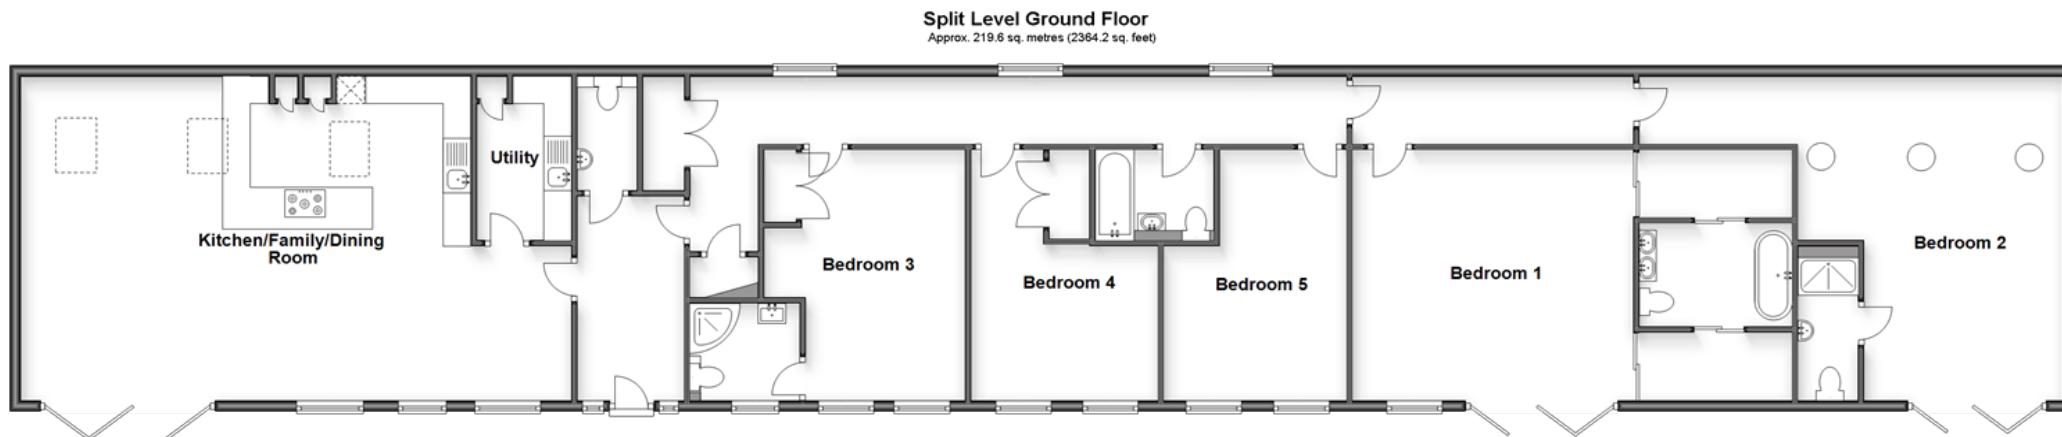 Split Level Ground Floor
Approx. 219.6 sq. metres (2364.2 sq. feet)
Utility
Kitchen/Family/Dining
Room
Bedroom 3
Bedroom 4
Bedroom 5
Bedroom 1
Bedroom 2